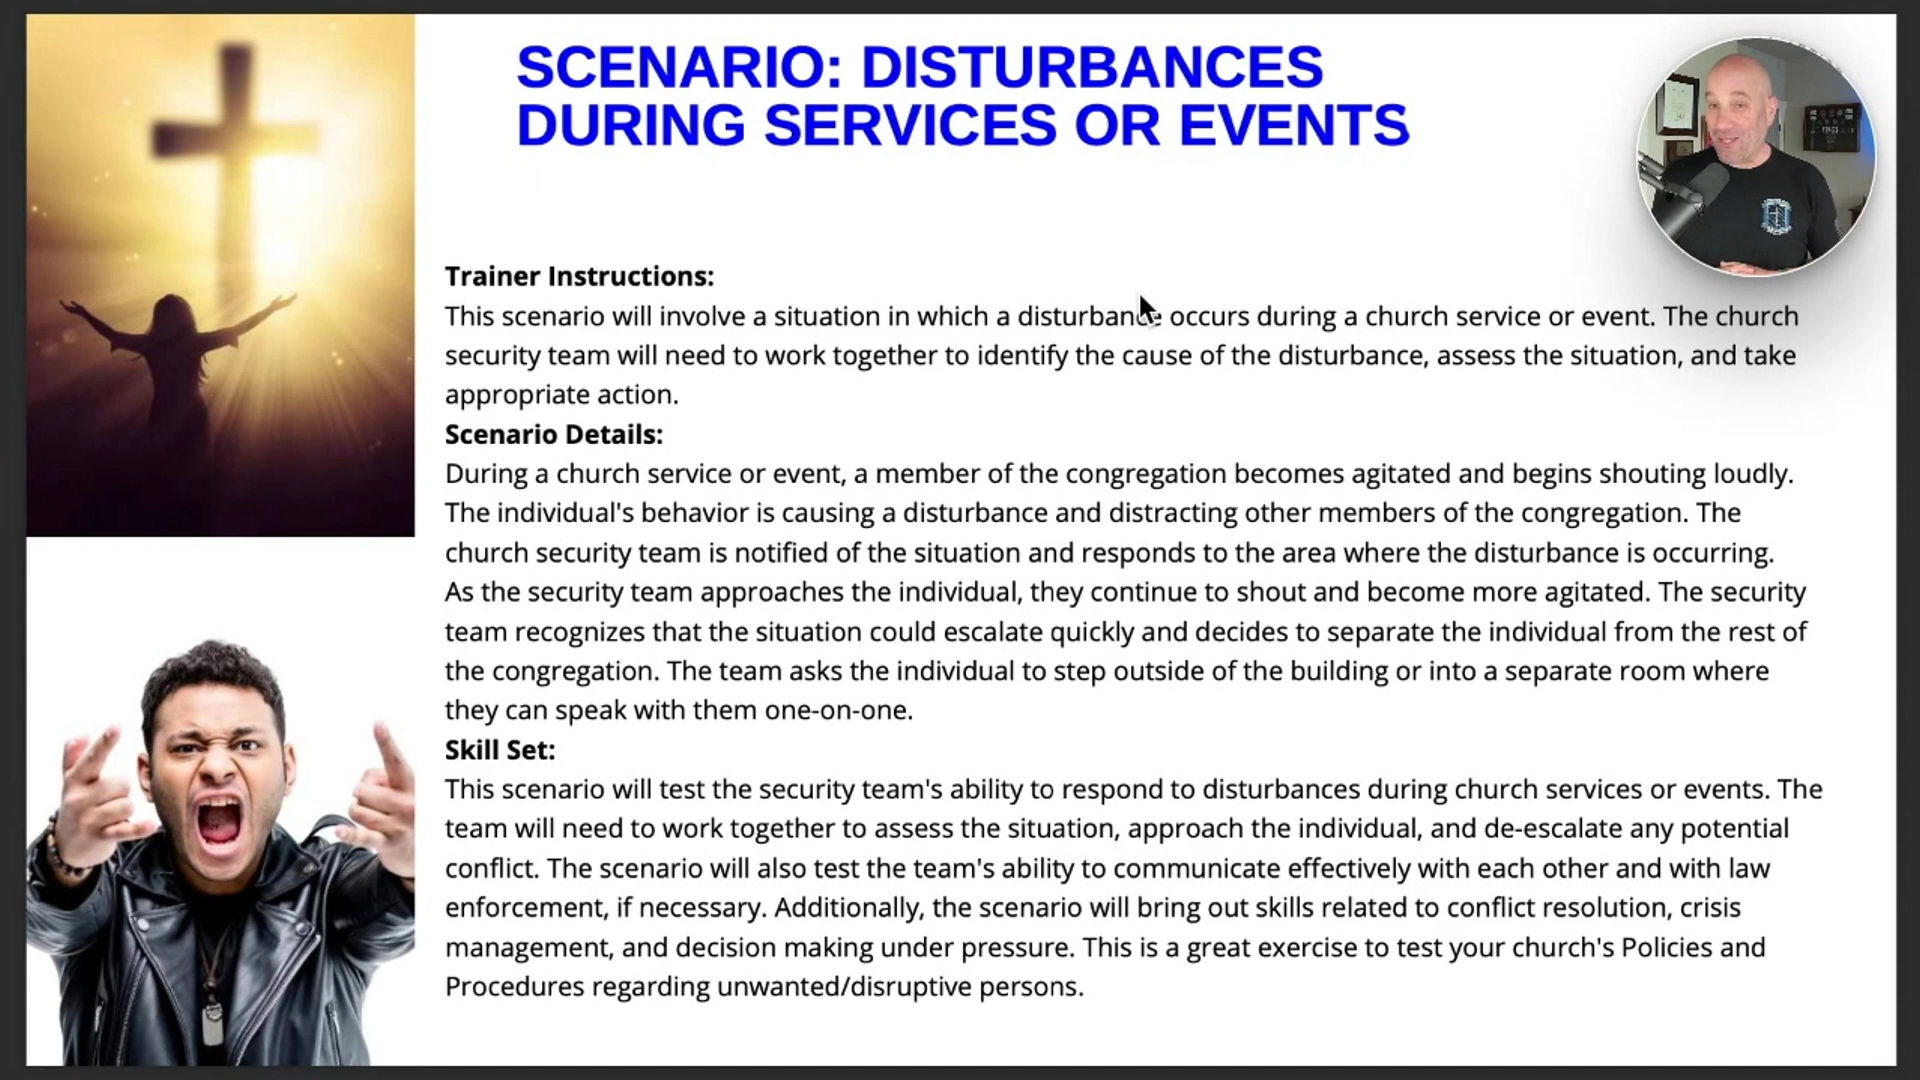 SCENARIO: DISTURBANCES
DURING SERVICES OR EVENTS
Trainer Instructions:
This scenario will involve a situation in which a disturbance occurs during a church service or event. The church
security team will need to work together to identify the cause of the disturbance, assess the situation, and take
appropriate action.
Scenario Details:
During a church service or event, a member of the congregation becomes agitated and begins shouting loudly.
The individual's behavior is causing a disturbance and distracting other members of the congregation. The
church security team is notified of the situation and responds to the area where the disturbance is occurring.
As the security team approaches the individual, they continue to shout and become more agitated. The security
team recognizes that the situation could escalate quickly and decides to separate the individual from the rest of
the congregation. The team asks the individual to step outside of the building or into a separate room where
they can speak with them one-on-one.
Skill Set:
This scenario will test the security team's ability to respond to disturbances during church services or events. The
team will need to work together to assess the situation, approach the individual, and de-escalate any potential
conflict. The scenario will also test the team's ability to communicate effectively with each other and with law
enforcement, if necessary. Additionally, the scenario will bring out skills related to conflict resolution, crisis
management, and decision making under pressure. This is a great exercise to test your church's Policies and
Procedures regarding unwanted/disruptive persons.